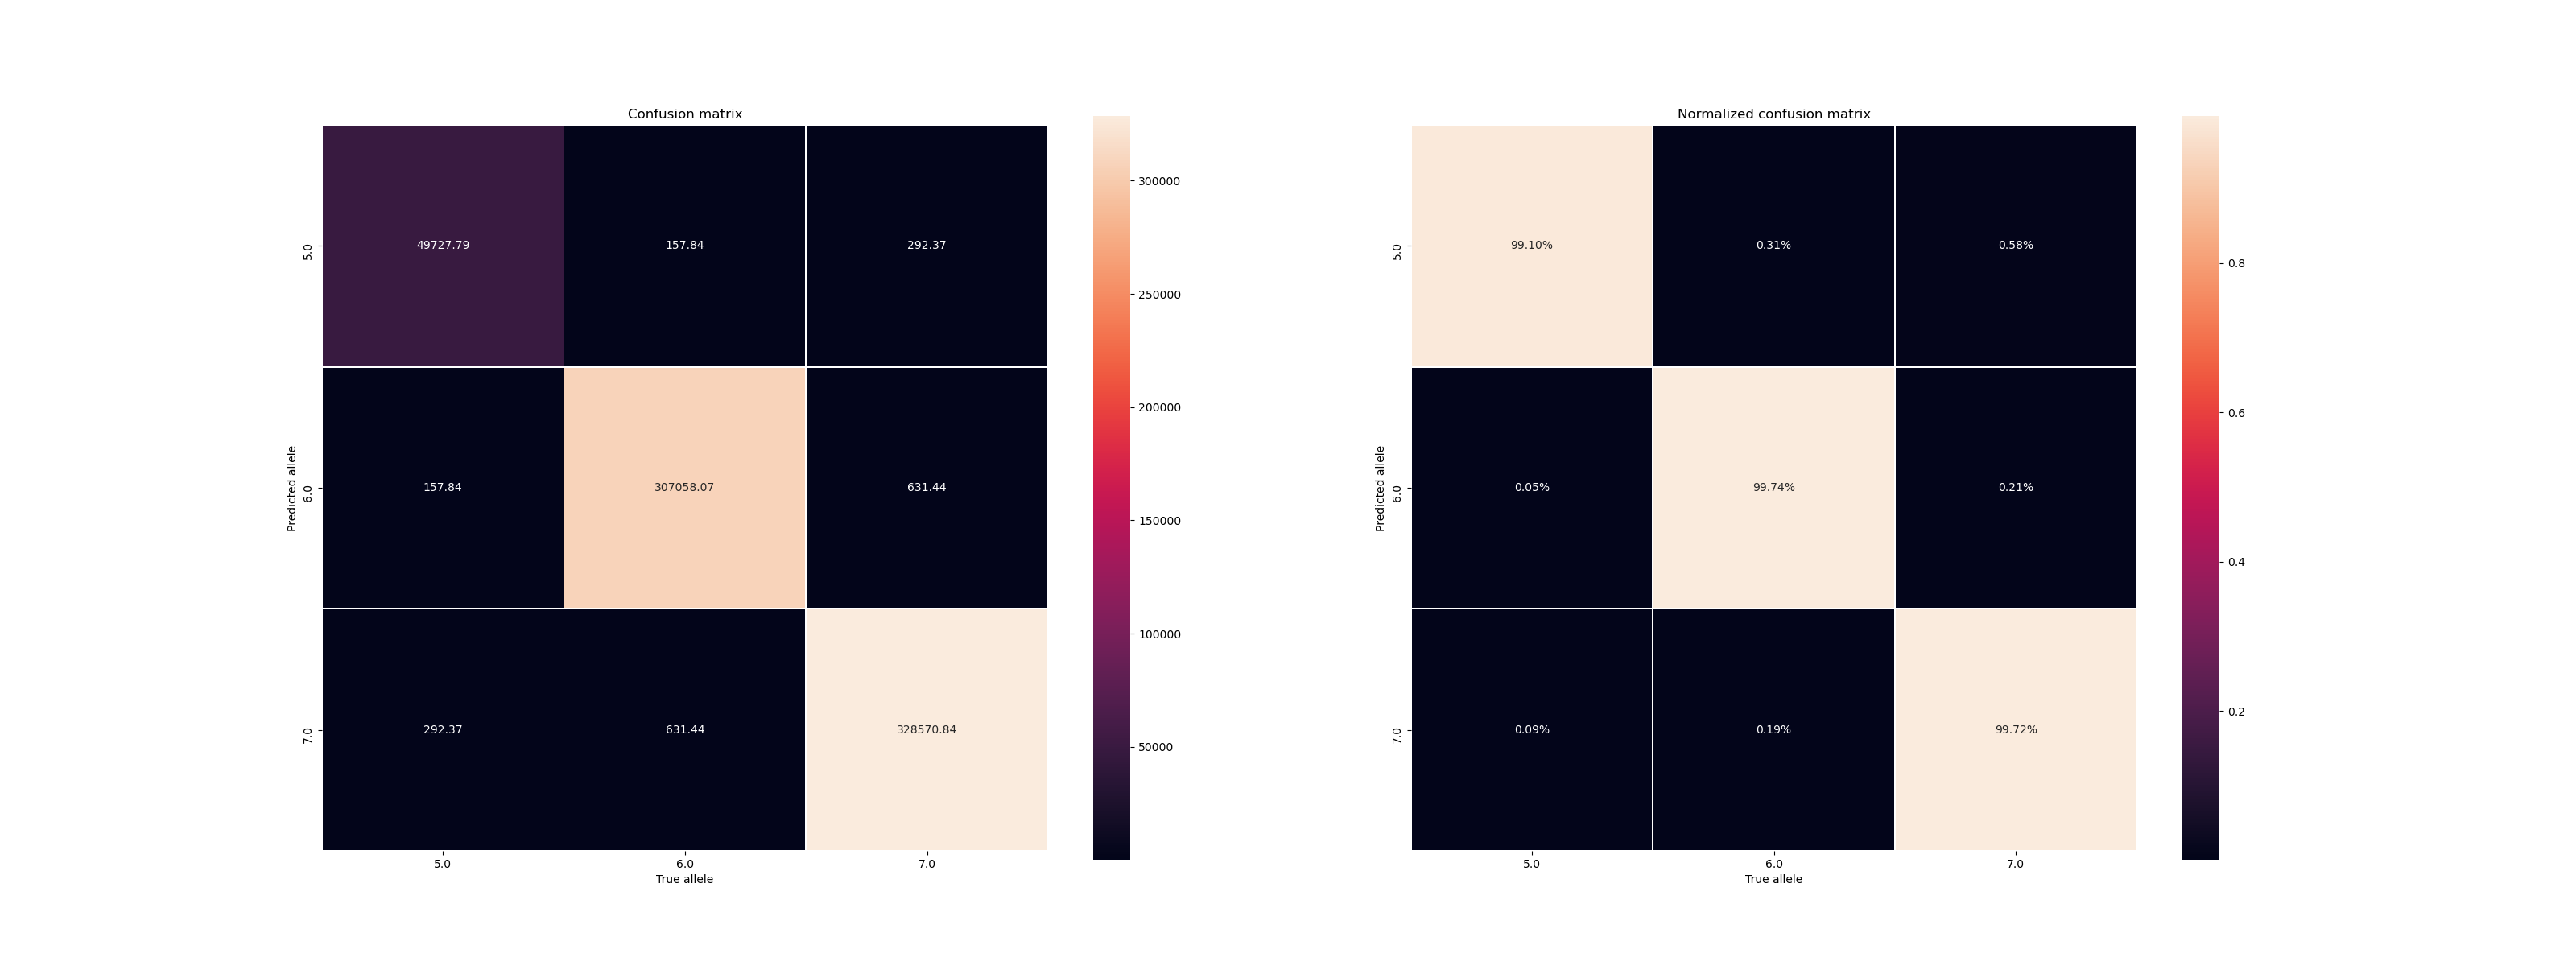 Confusion matrix
49727.79 157.84 292.37
157.84 307058.07 631.44
292.37 631.44 328570.84
5.0
6.0
7.0
Predicted allele
5.0 6.0 7.0
True allele
300000
250000
200000
150000
100000
50000
Normalized confusion matrix
99.10% 0.31% 0.58%
0.05% 99.74% 0.21%
0.09% 0.19% 99.72%
5.0
6.0
7.0
Predicted allele
5.0 6.0 7.0
True allele
0.8
0.6
0.4
0.2